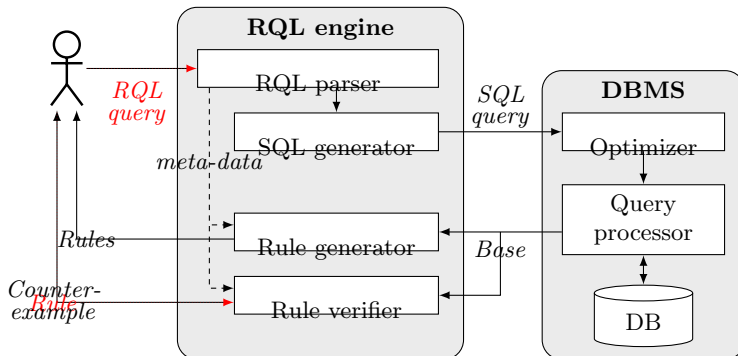 RQL engine
RQL
query
RQL parser
SQL
query
DBMS
SQL generator
Optimizer
meta-data
Query
processor
Rules
Rule generator
Base
Counter-
example
Rule
Rule verifier
DB